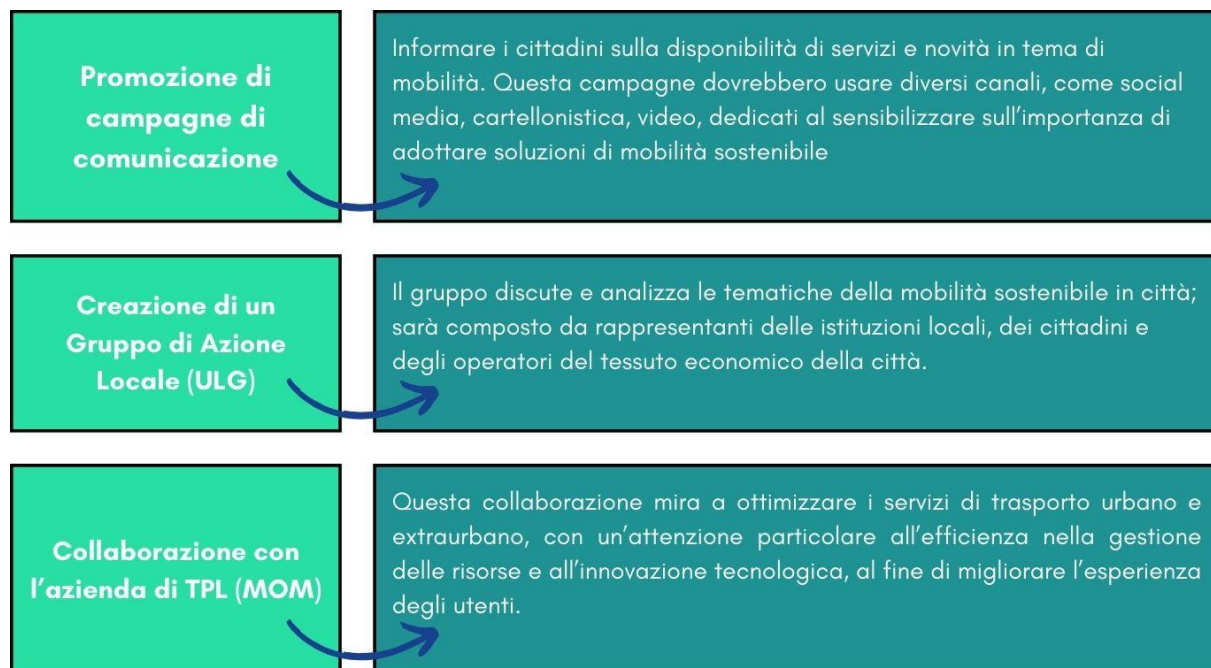 Promozione di
campagne di
comunicazione
Informare i cittadini sulla disponibilità di servizi e novità in tema di
mobilità. Questa campagne dovrebbero usare diversi canali, come social
media, cartellonistica, video, dedicati al sensibilizzare sull'importanza di
adottare soluzioni di mobilità sostenibile
Creazione di un
Gruppo di Azione
Locale (ULG)
Il gruppo discute e analizza le tematiche della mobilità sostenibile in città;
sarà composto da rappresentanti delle istituzioni locali, dei cittadini e
degli operatori del tessuto economico della città.
Collaborazione con
l'azienda di TPL (MOM)
Questa collaborazione mira a ottimizzare i servizi di trasporto urbano e
extraurbano, con un'attenzione particolare all'efficienza nella gestione
delle risorse e all'innovazione tecnologica, al fine di migliorare l'esperienza
degli utenti.